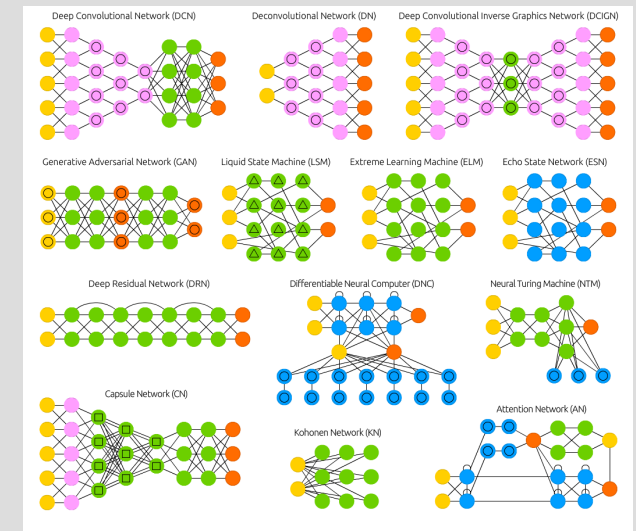 Deep Convolutional Network (DCN)
Deconvolutional Network (DN)
Deep Convolutional Inverse Graphics Network (DCIGN)
Generative Adversarial Network (GAN)
Liquid State Machine (LSM)
Extreme Learning Machine (ELM)
Echo State Network (ESN)
Deep Residual Network (DRN)
Differentiable Neural Computer (DNC)
Neural Turing Machine (NTM)
Capsule Network (CN)
Kohonen Network (KN)
Attention Network (AN)